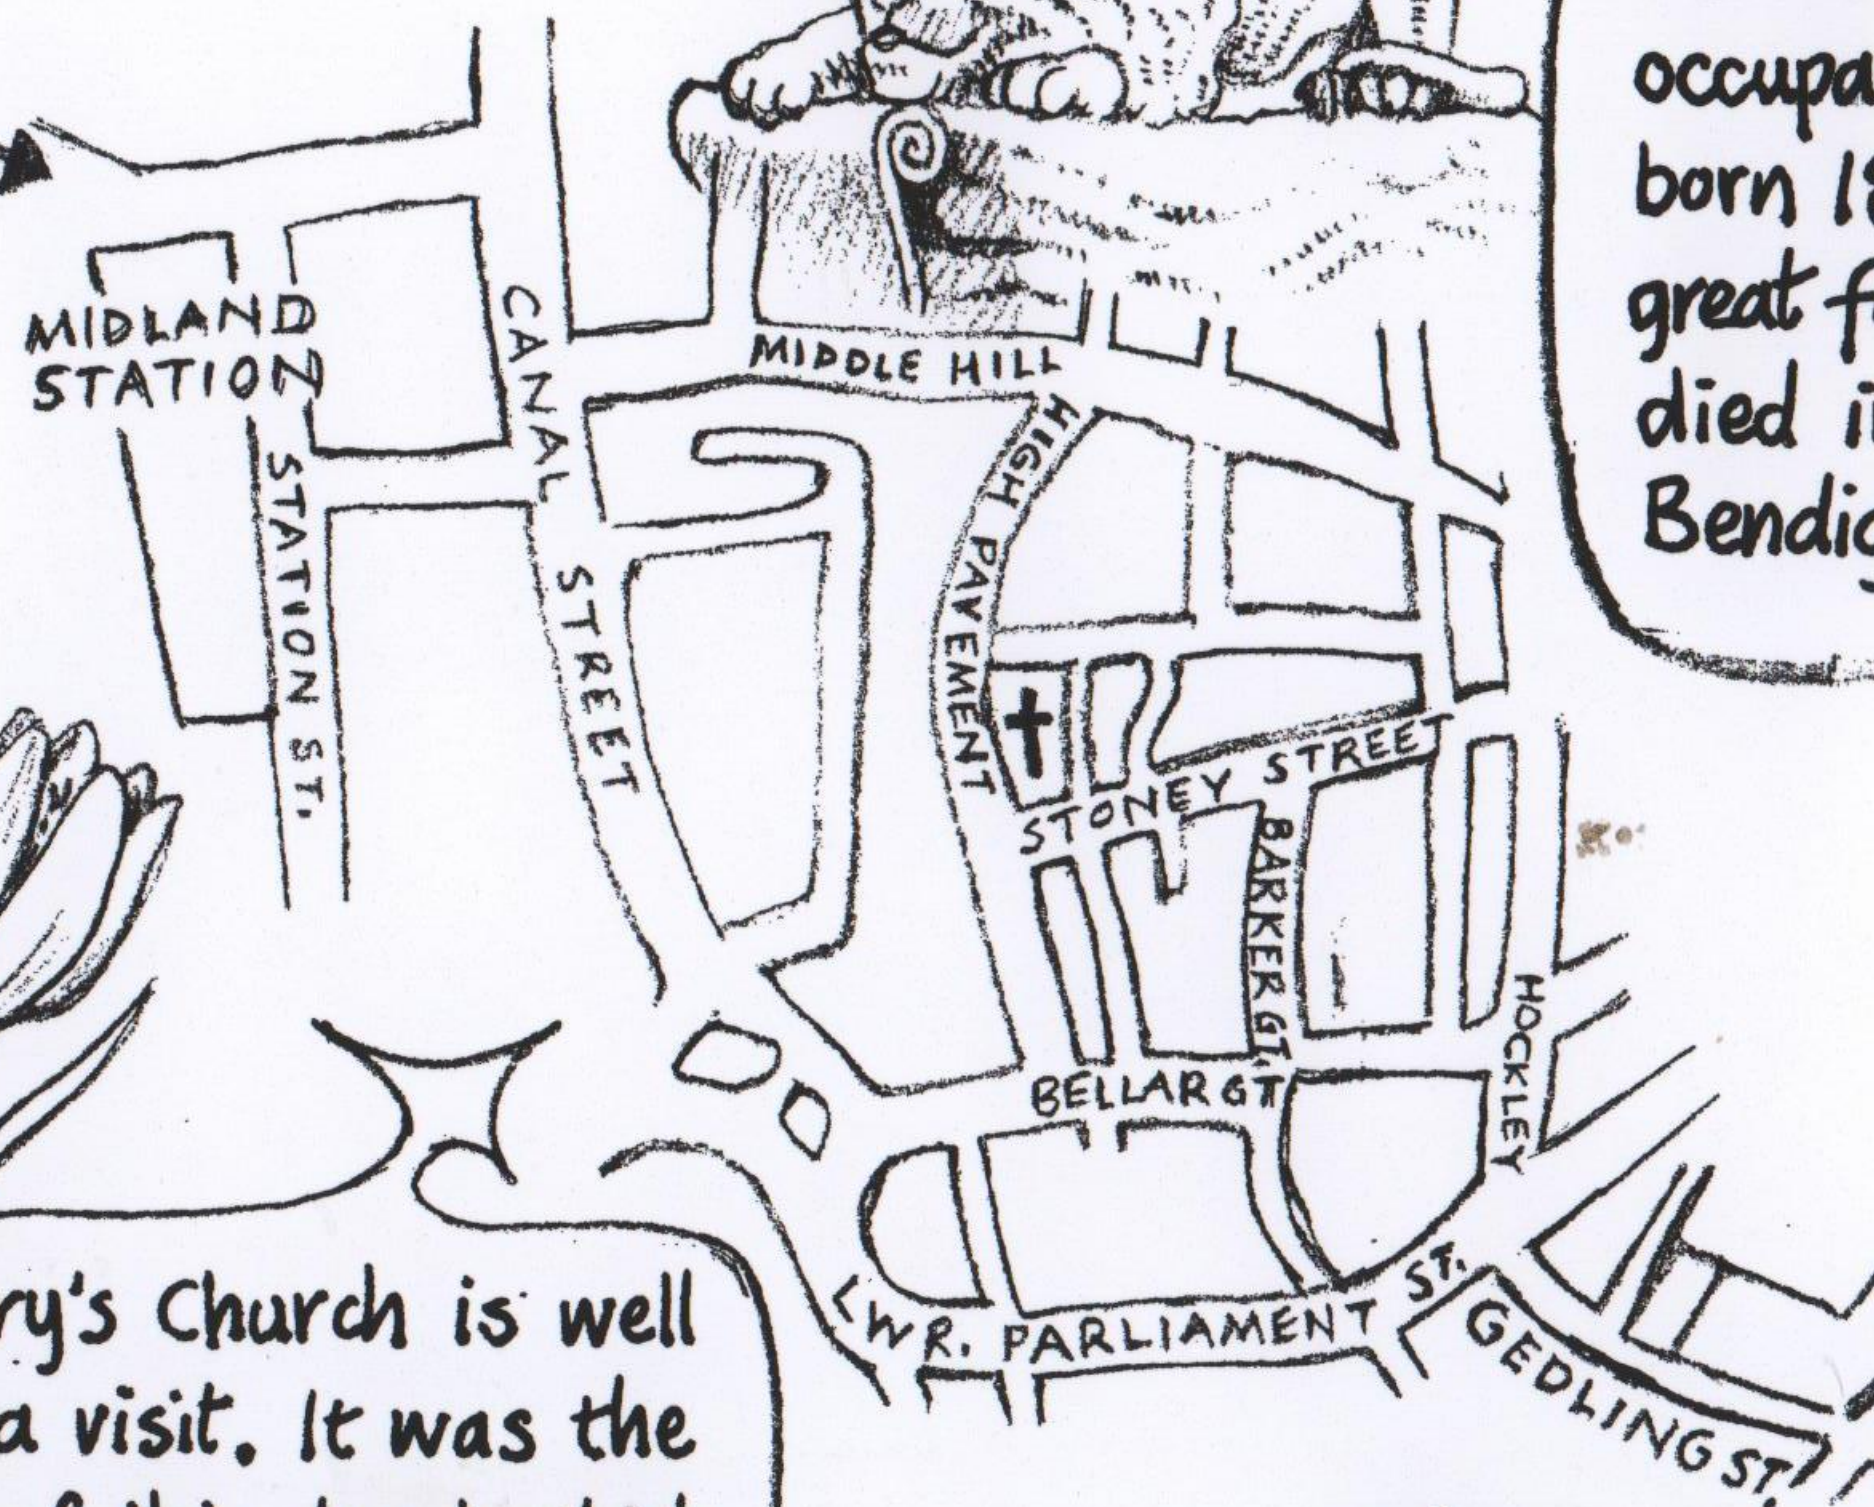 occupa
born li
great f
died i
Bendig
MIDLAND
STATION
STATION ST.
CANAL STREET
MIDDLE HILL
HIGH PAVEMENT
STONEY STREET
BARKER GT.
BELLAR GT
HOCKLEY
LWR. PARLIAMENT ST.
GEDLING ST.
ry's Church is well
a visit. It was the